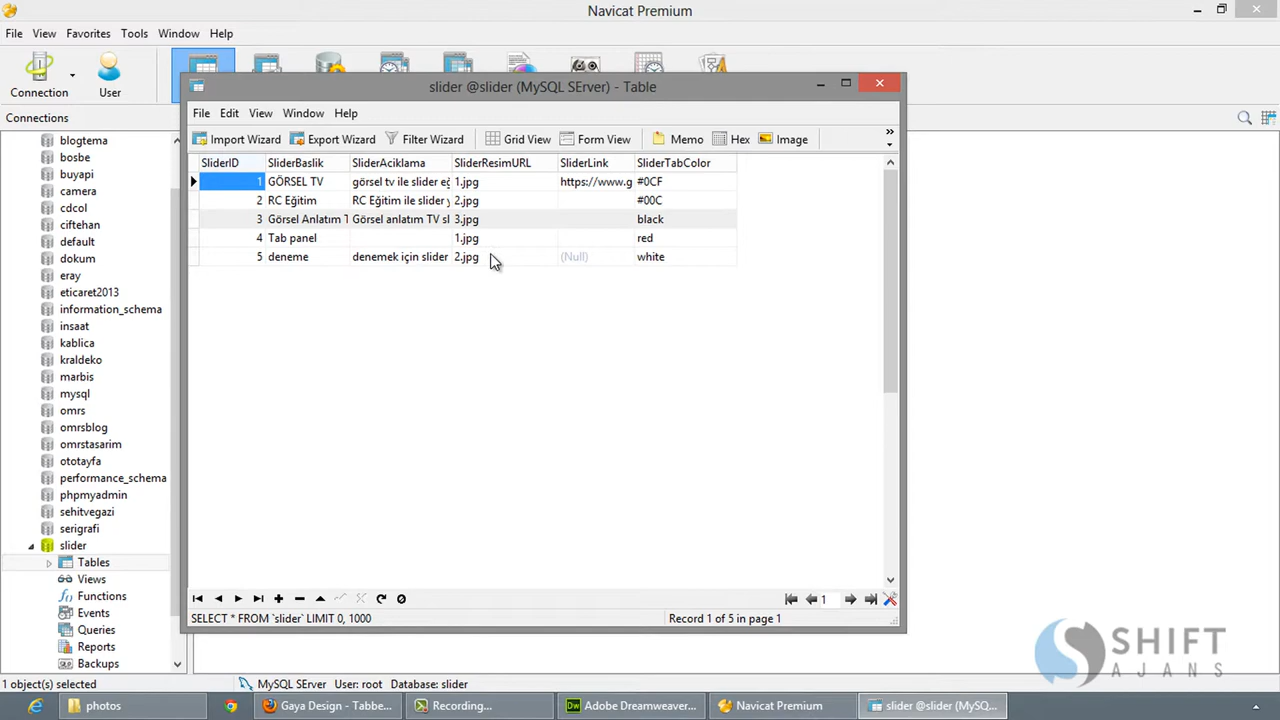 Navicat Premium
File View Favorites Tools Window Help
Connection User
Connections
blogtema
bosbe
buyapi
camera
cdcol
ciftehan
default
dokum
eray
eticaret2013
information_schema
insaat
kablica
kraldeko
marbis
mysql
omrs
omrsblog
omrstasarim
ototayfa
performance_schema
phpmyadmin
sehitvegazi
serigrafi
slider
Tables
Views
Functions
Events
Queries
Reports
Backups
slider @slider (MySQL SErver) - Table
File Edit View Window Help
Import Wizard Export Wizard Filter Wizard Grid View Form View Memo Hex Image
SliderID SliderBaslik SliderAciklama SliderResimURL SliderLink SliderTabColor
1 GÖRSEL TV görsel tv ile slider eğ 1.jpg https://www.g #0CF
2 RC Eğitim RC Eğitim ile slider y 2.jpg #00C
3 Görsel Anlatım T Görsel anlatım TV sl 3.jpg black
4 Tab panel 1.jpg red
5 deneme denemek için slider 2.jpg (Null) white
1
SELECT * FROM `slider` LIMIT 0, 1000 Record 1 of 5 in page 1
SHIFT
AJANS
1 object(s) selected MySQL SErver User: root Database: slider
photos Gaya Design - Tabbe... Recording... Adobe Dreamweaver... Navicat Premium slider @slider (MySQ...